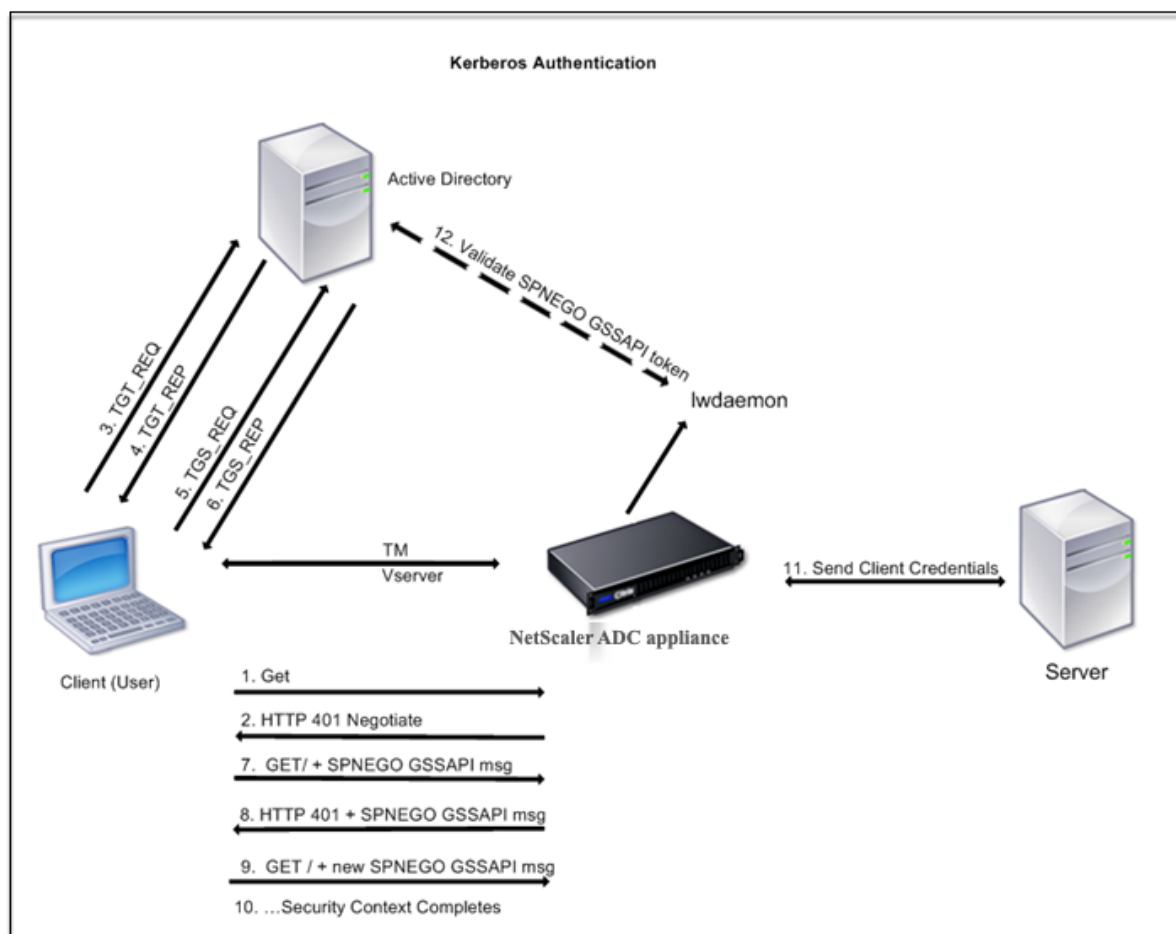 Kerberos Authentication
Active Directory
12. Validate SPNEGO GSSAPI token
lwdaemon
3. TGT_REQ
4. TGT_REP
5. TGS_REQ
6. TGS_REP
TM
Vserver
11. Send Client Credentials
NetScaler ADC appliance
Client (User)
Server
1. Get
2. HTTP 401 Negotiate
7. GET/ + SPNEGO GSSAPI msg
8. HTTP 401 + SPNEGO GSSAPI msg
9. GET / + new SPNEGO GSSAPI msg
10. ...Security Context Completes